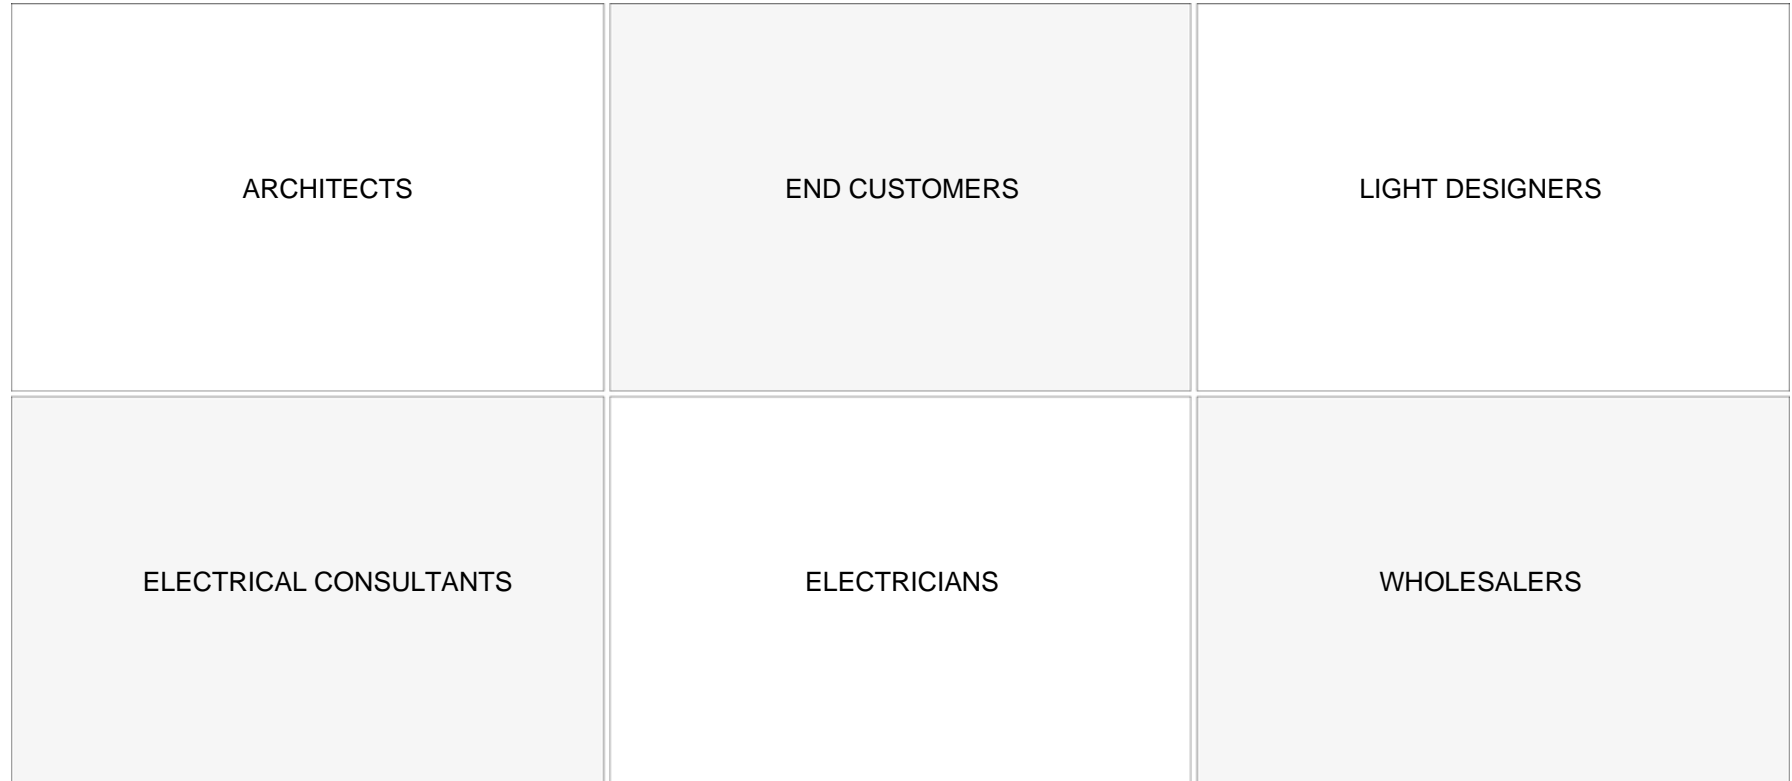 ARCHITECTS
END CUSTOMERS
LIGHT DESIGNERS
ELECTRICAL CONSULTANTS
ELECTRICIANS
WHOLESALERS